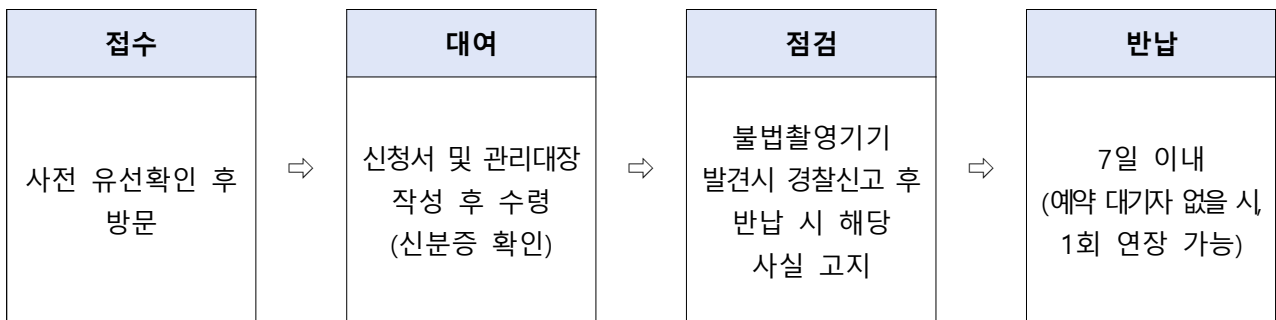 접수
사전 유선확인 후
방문
⇨
대여
신청서 및 관리대장
작성 후 수령
(신분증 확인)
⇨
점검
불법촬영기기
발견시 경찰신고 후
반납 시 해당
사실 고지
⇨
반납
7일 이내
(예약 대기자 없을 시,
1회 연장 가능)